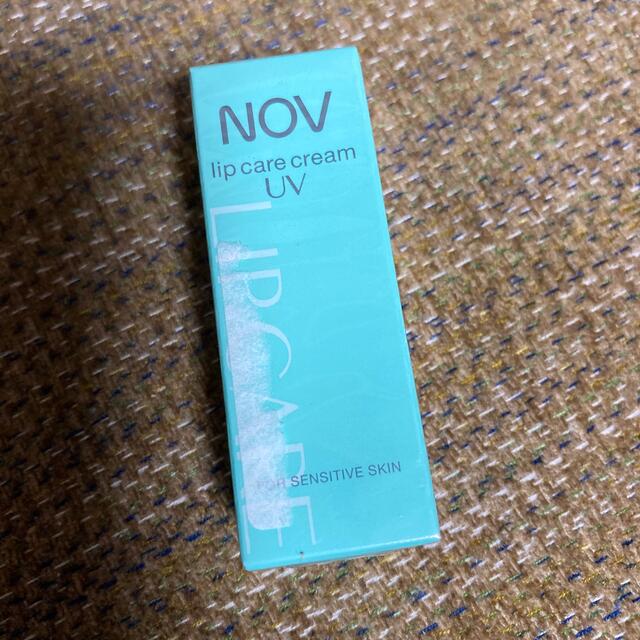 NOV
lip care cream
UV
LIPCARE
FOR SENSITIVE SKIN